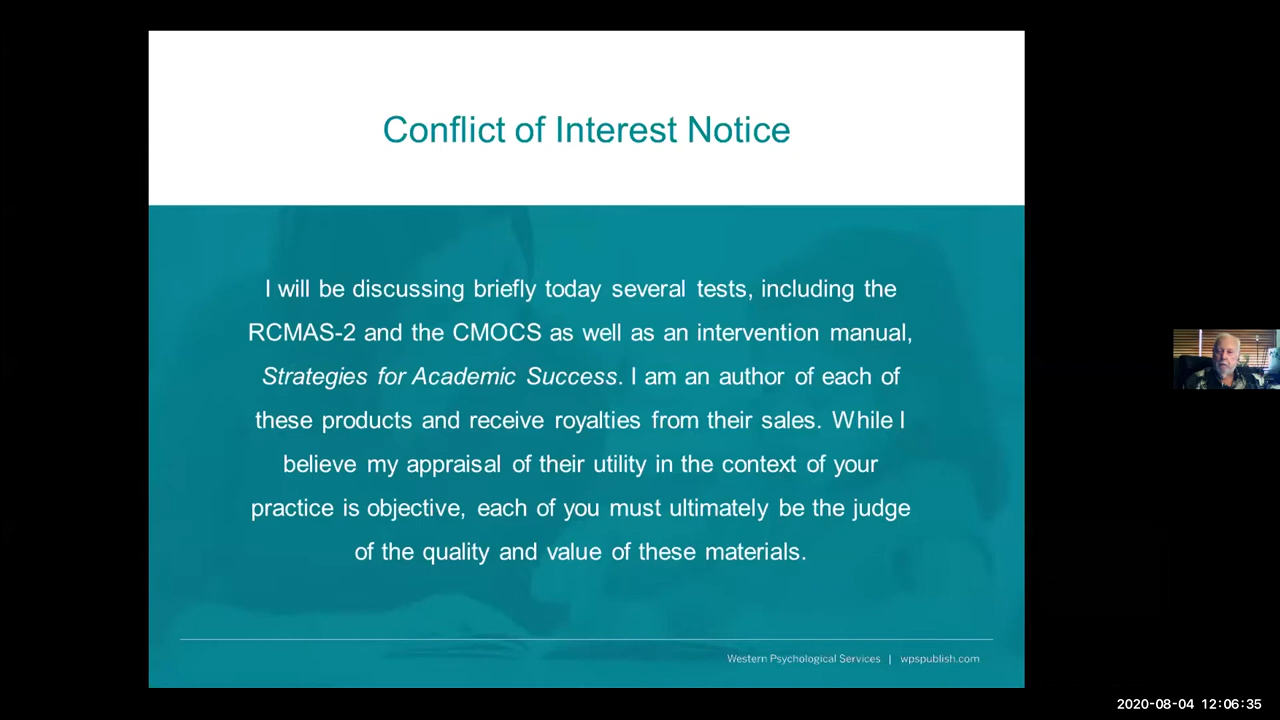 Conflict of Interest Notice
I will be discussing briefly today several tests, including the
RCMAS-2 and the CMOCS as well as an intervention manual,
Strategies for Academic Success. I am an author of each of
these products and receive royalties from their sales. While I
believe my appraisal of their utility in the context of your
practice is objective, each of you must ultimately be the judge
of the quality and value of these materials.
Western Psychological Services | wpspublish.com
2020-08-04 12:06:35